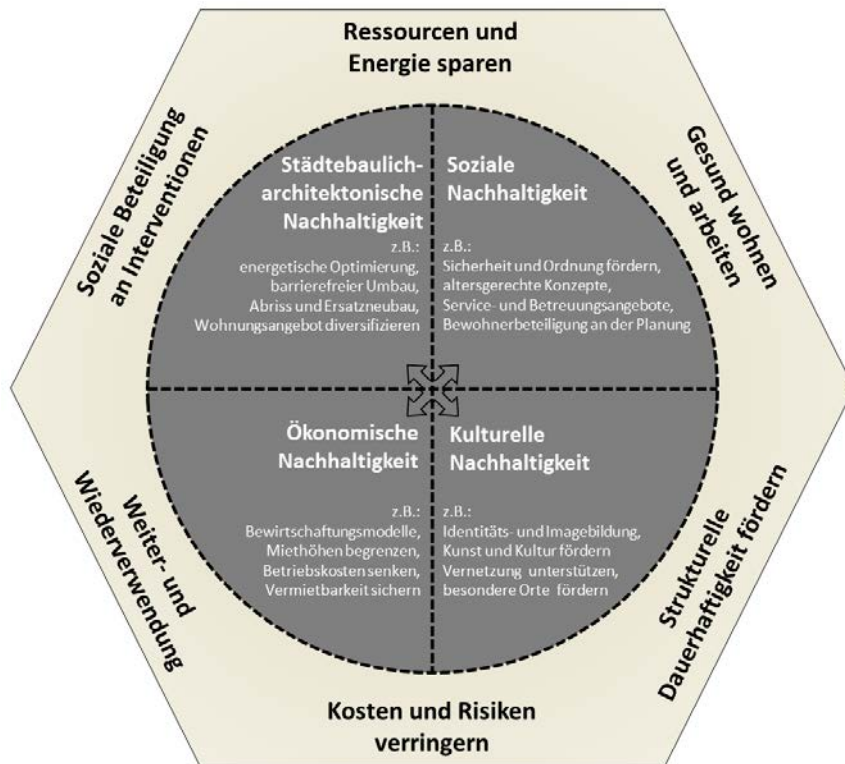 Ressourcen und
Energie sparen
Gesund wohnen
und arbeiten
Strukturelle
Dauerhaftigkeit fördern
Kosten und Risiken
verringern
Weiter- und
Wiederverwendung
Soziale Beteiligung
an Interventionen
Städtebaulich-
architektonische
Nachhaltigkeit
z.B.:
energetische Optimierung,
barrierefreier Umbau,
Abriss und Ersatzneubau,
Wohnungsangebot diversifizieren
Soziale
Nachhaltigkeit
z.B.:
Sicherheit und Ordnung fördern,
altersgerechte Konzepte,
Service- und Betreuungsangebote,
Bewohnerbeteiligung an der Planung
Ökonomische
Nachhaltigkeit
z.B.:
Bewirtschaftungsmodelle,
Miethöhen begrenzen,
Betriebskosten senken,
Vermietbarkeit sichern
Kulturelle
Nachhaltigkeit
z.B.:
Identitäts- und Imagebildung,
Kunst und Kultur fördern
Vernetzung unterstützen,
besondere Orte fördern